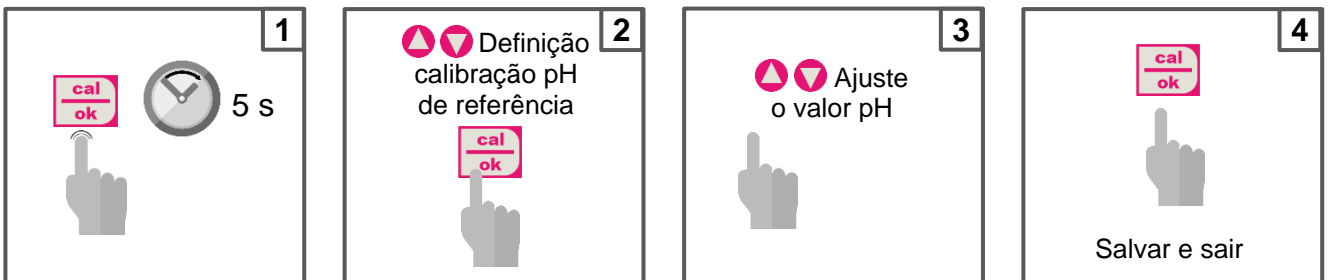 1
cal
ok
5 s
2
Definição
calibração pH
de referência
cal
ok
3
Ajuste
o valor pH
4
cal
ok
Salvar e sair